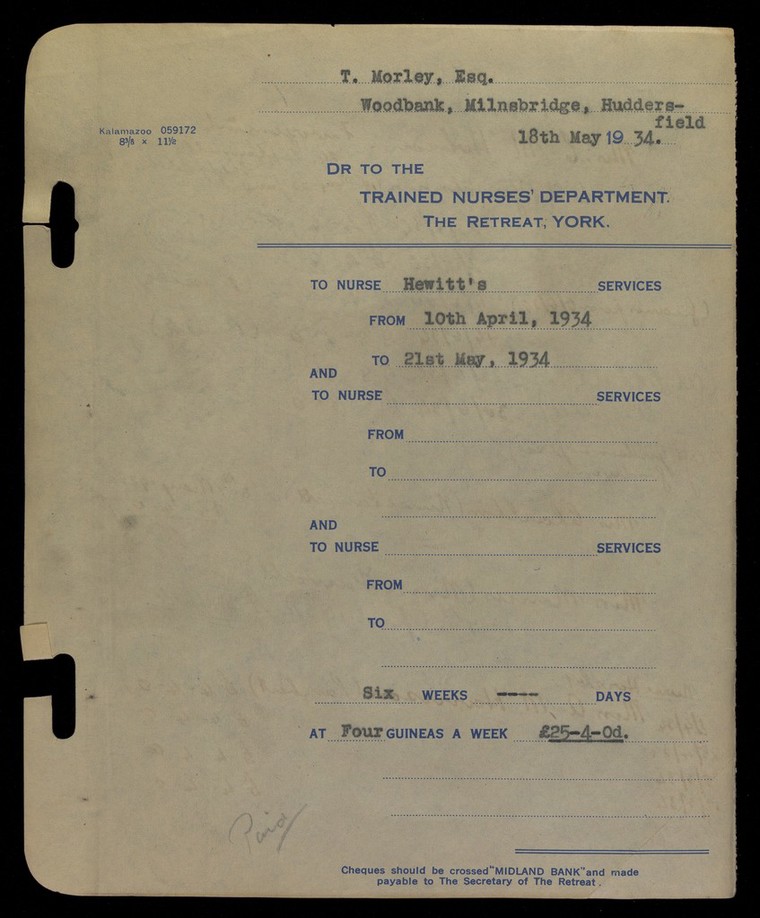 T. Morley, Esq.
Woodbank, Milnsbridge, Hudders-
field
Kalamazoo 059172
8⅜ × 11½
18th May 19 34.
DR TO THE
TRAINED NURSES' DEPARTMENT.
THE RETREAT, YORK.
TO NURSE Hewitt's SERVICES
FROM 10th April, 1934
TO 21st May, 1934
AND
TO NURSE SERVICES
FROM
TO
AND
TO NURSE SERVICES
FROM
TO
Six WEEKS ---- DAYS
AT Four GUINEAS A WEEK £25-4-0d.
Paid
Cheques should be crossed "MIDLAND BANK" and made
payable to The Secretary of The Retreat.